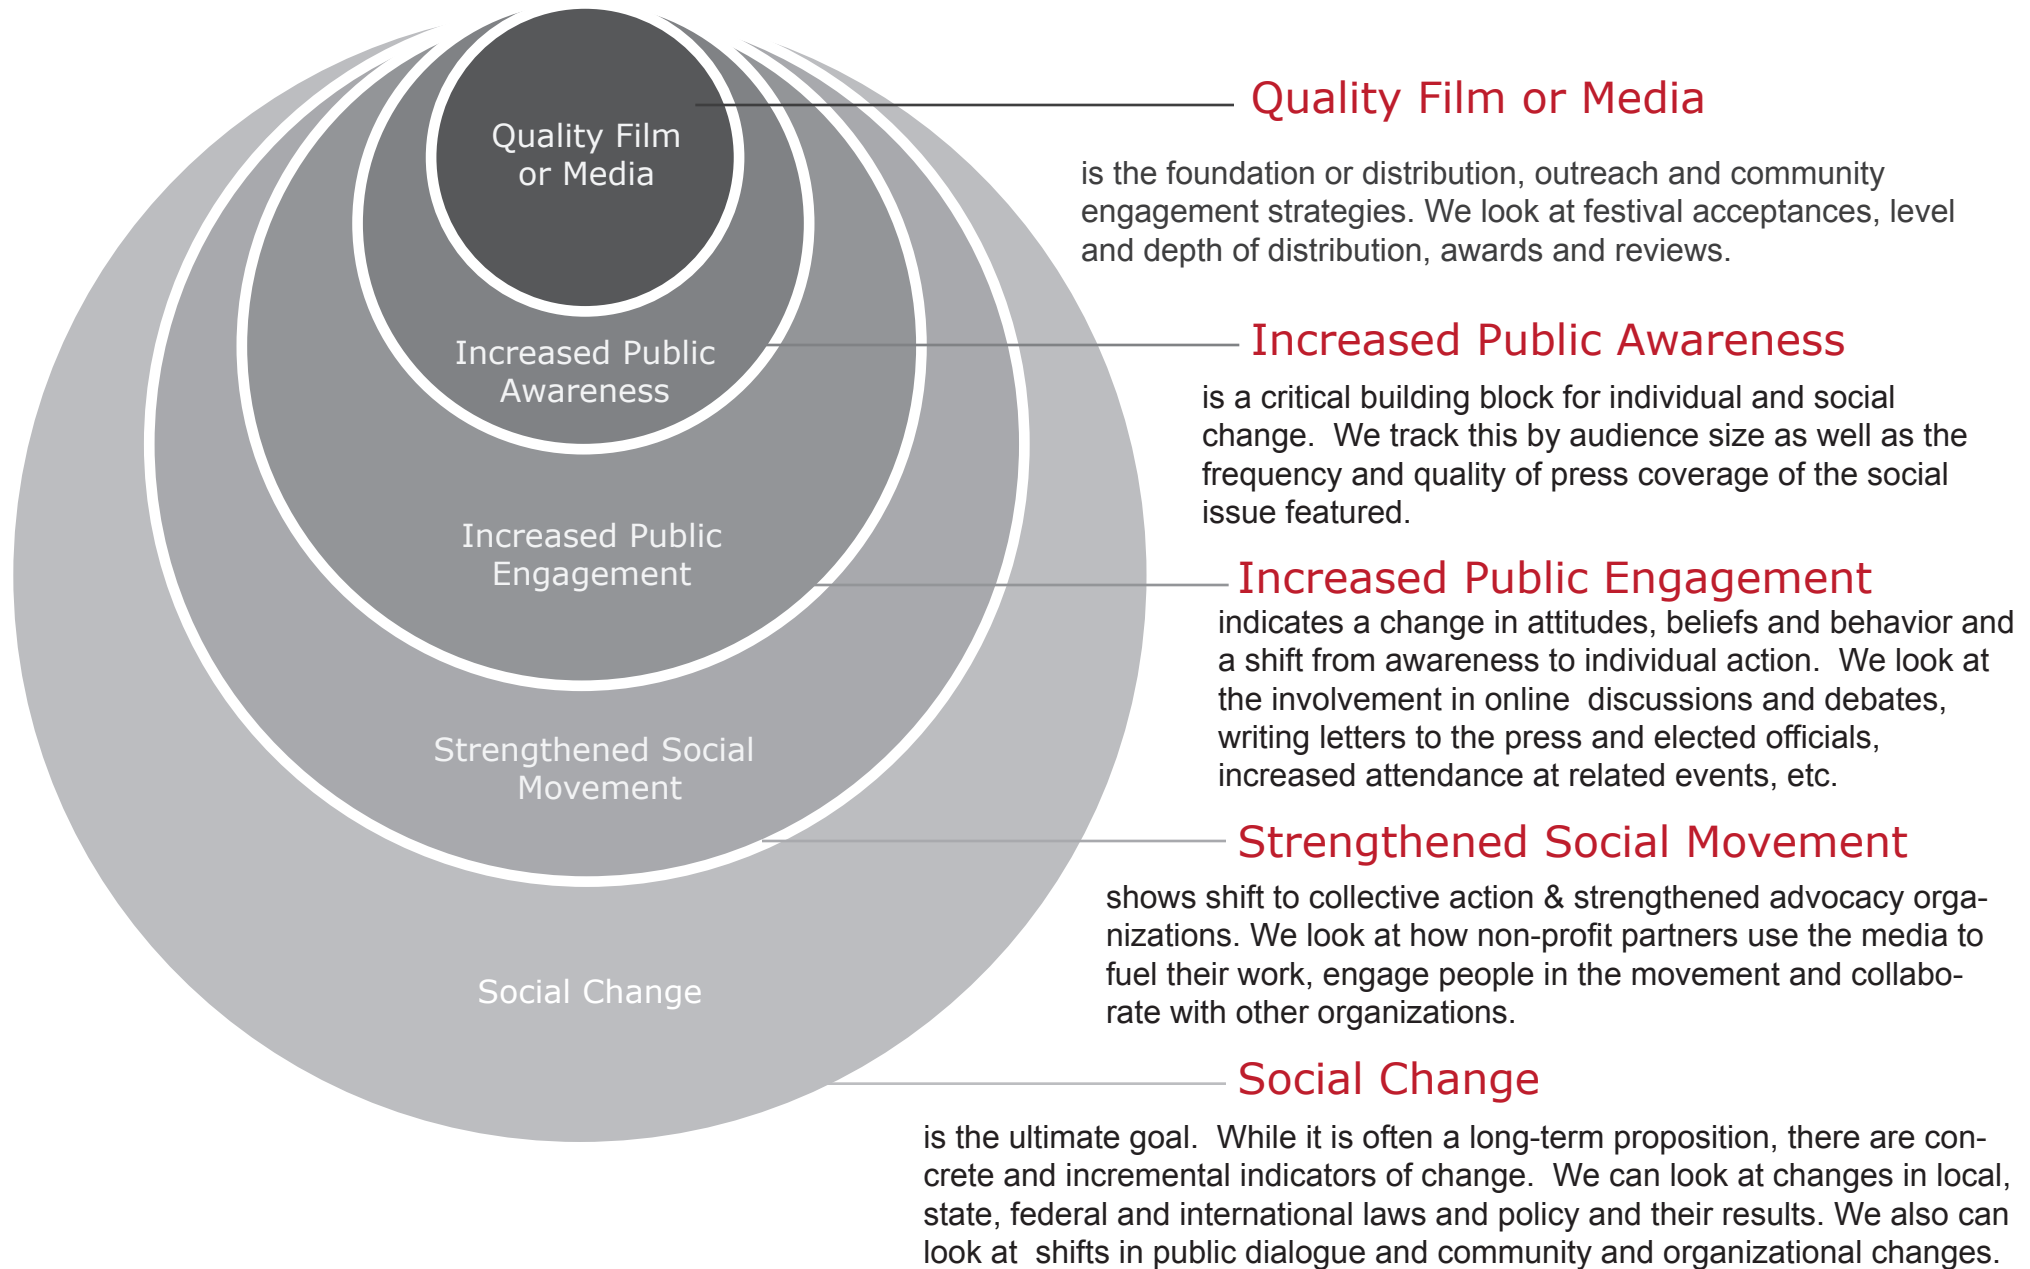 Quality Film
or Media
Increased Public
Awareness
Increased Public
Engagement
Strengthened Social
Movement
Social Change
Quality Film or Media
is the foundation or distribution, outreach and community
engagement strategies. We look at festival acceptances, level
and depth of distribution, awards and reviews.
Increased Public Awareness
is a critical building block for individual and social
change.  We track this by audience size as well as the
frequency and quality of press coverage of the social
issue featured.
Increased Public Engagement
indicates a change in attitudes, beliefs and behavior and
a shift from awareness to individual action.  We look at
the involvement in online  discussions and debates,
writing letters to the press and elected officials,
increased attendance at related events, etc.
Strengthened Social Movement
shows shift to collective action & strengthened advocacy orga-
nizations. We look at how non-profit partners use the media to
fuel their work, engage people in the movement and collabo-
rate with other organizations.
Social Change
is the ultimate goal.  While it is often a long-term proposition, there are con-
crete and incremental indicators of change.  We can look at changes in local,
state, federal and international laws and policy and their results. We also can
look at  shifts in public dialogue and community and organizational changes.